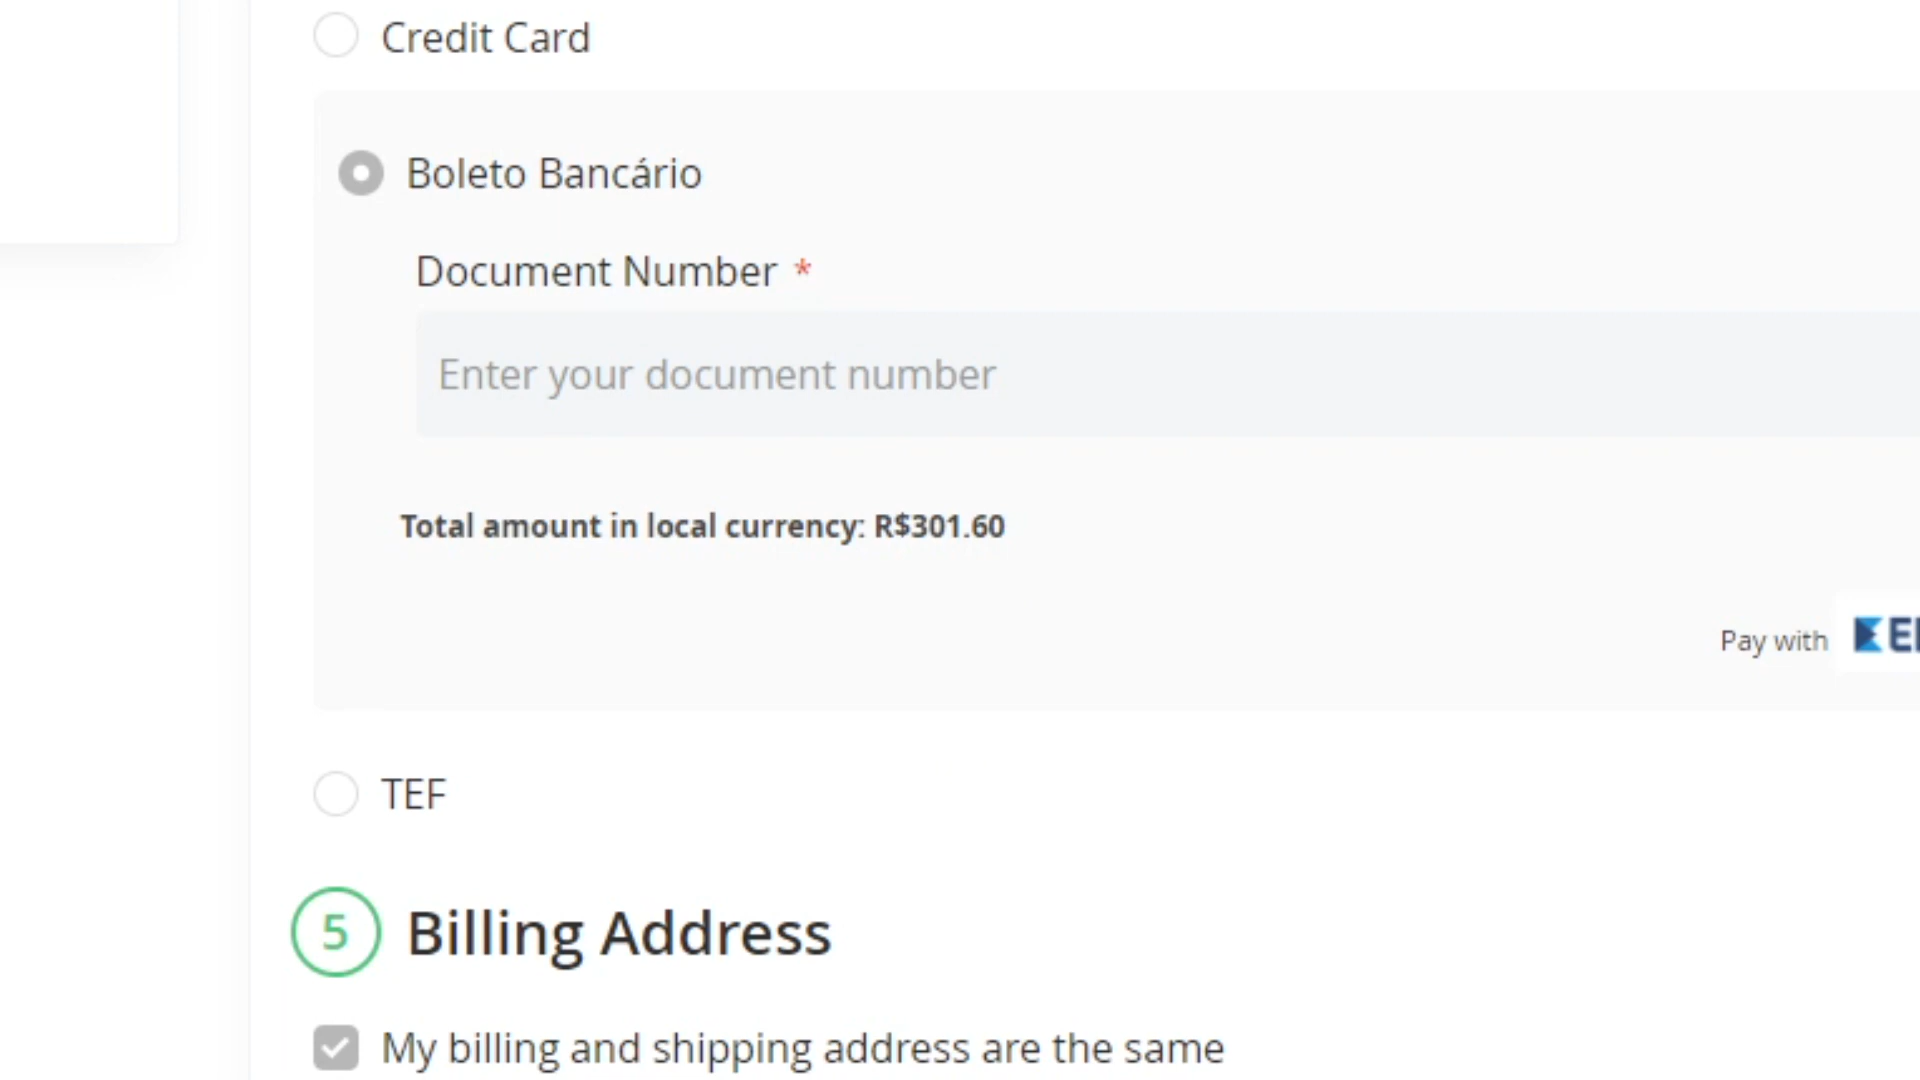 Credit Card
Boleto Bancário
Document Number *
Enter your document number
Total amount in local currency: R$301.60
Pay with
TEF
5 Billing Address
My billing and shipping address are the same